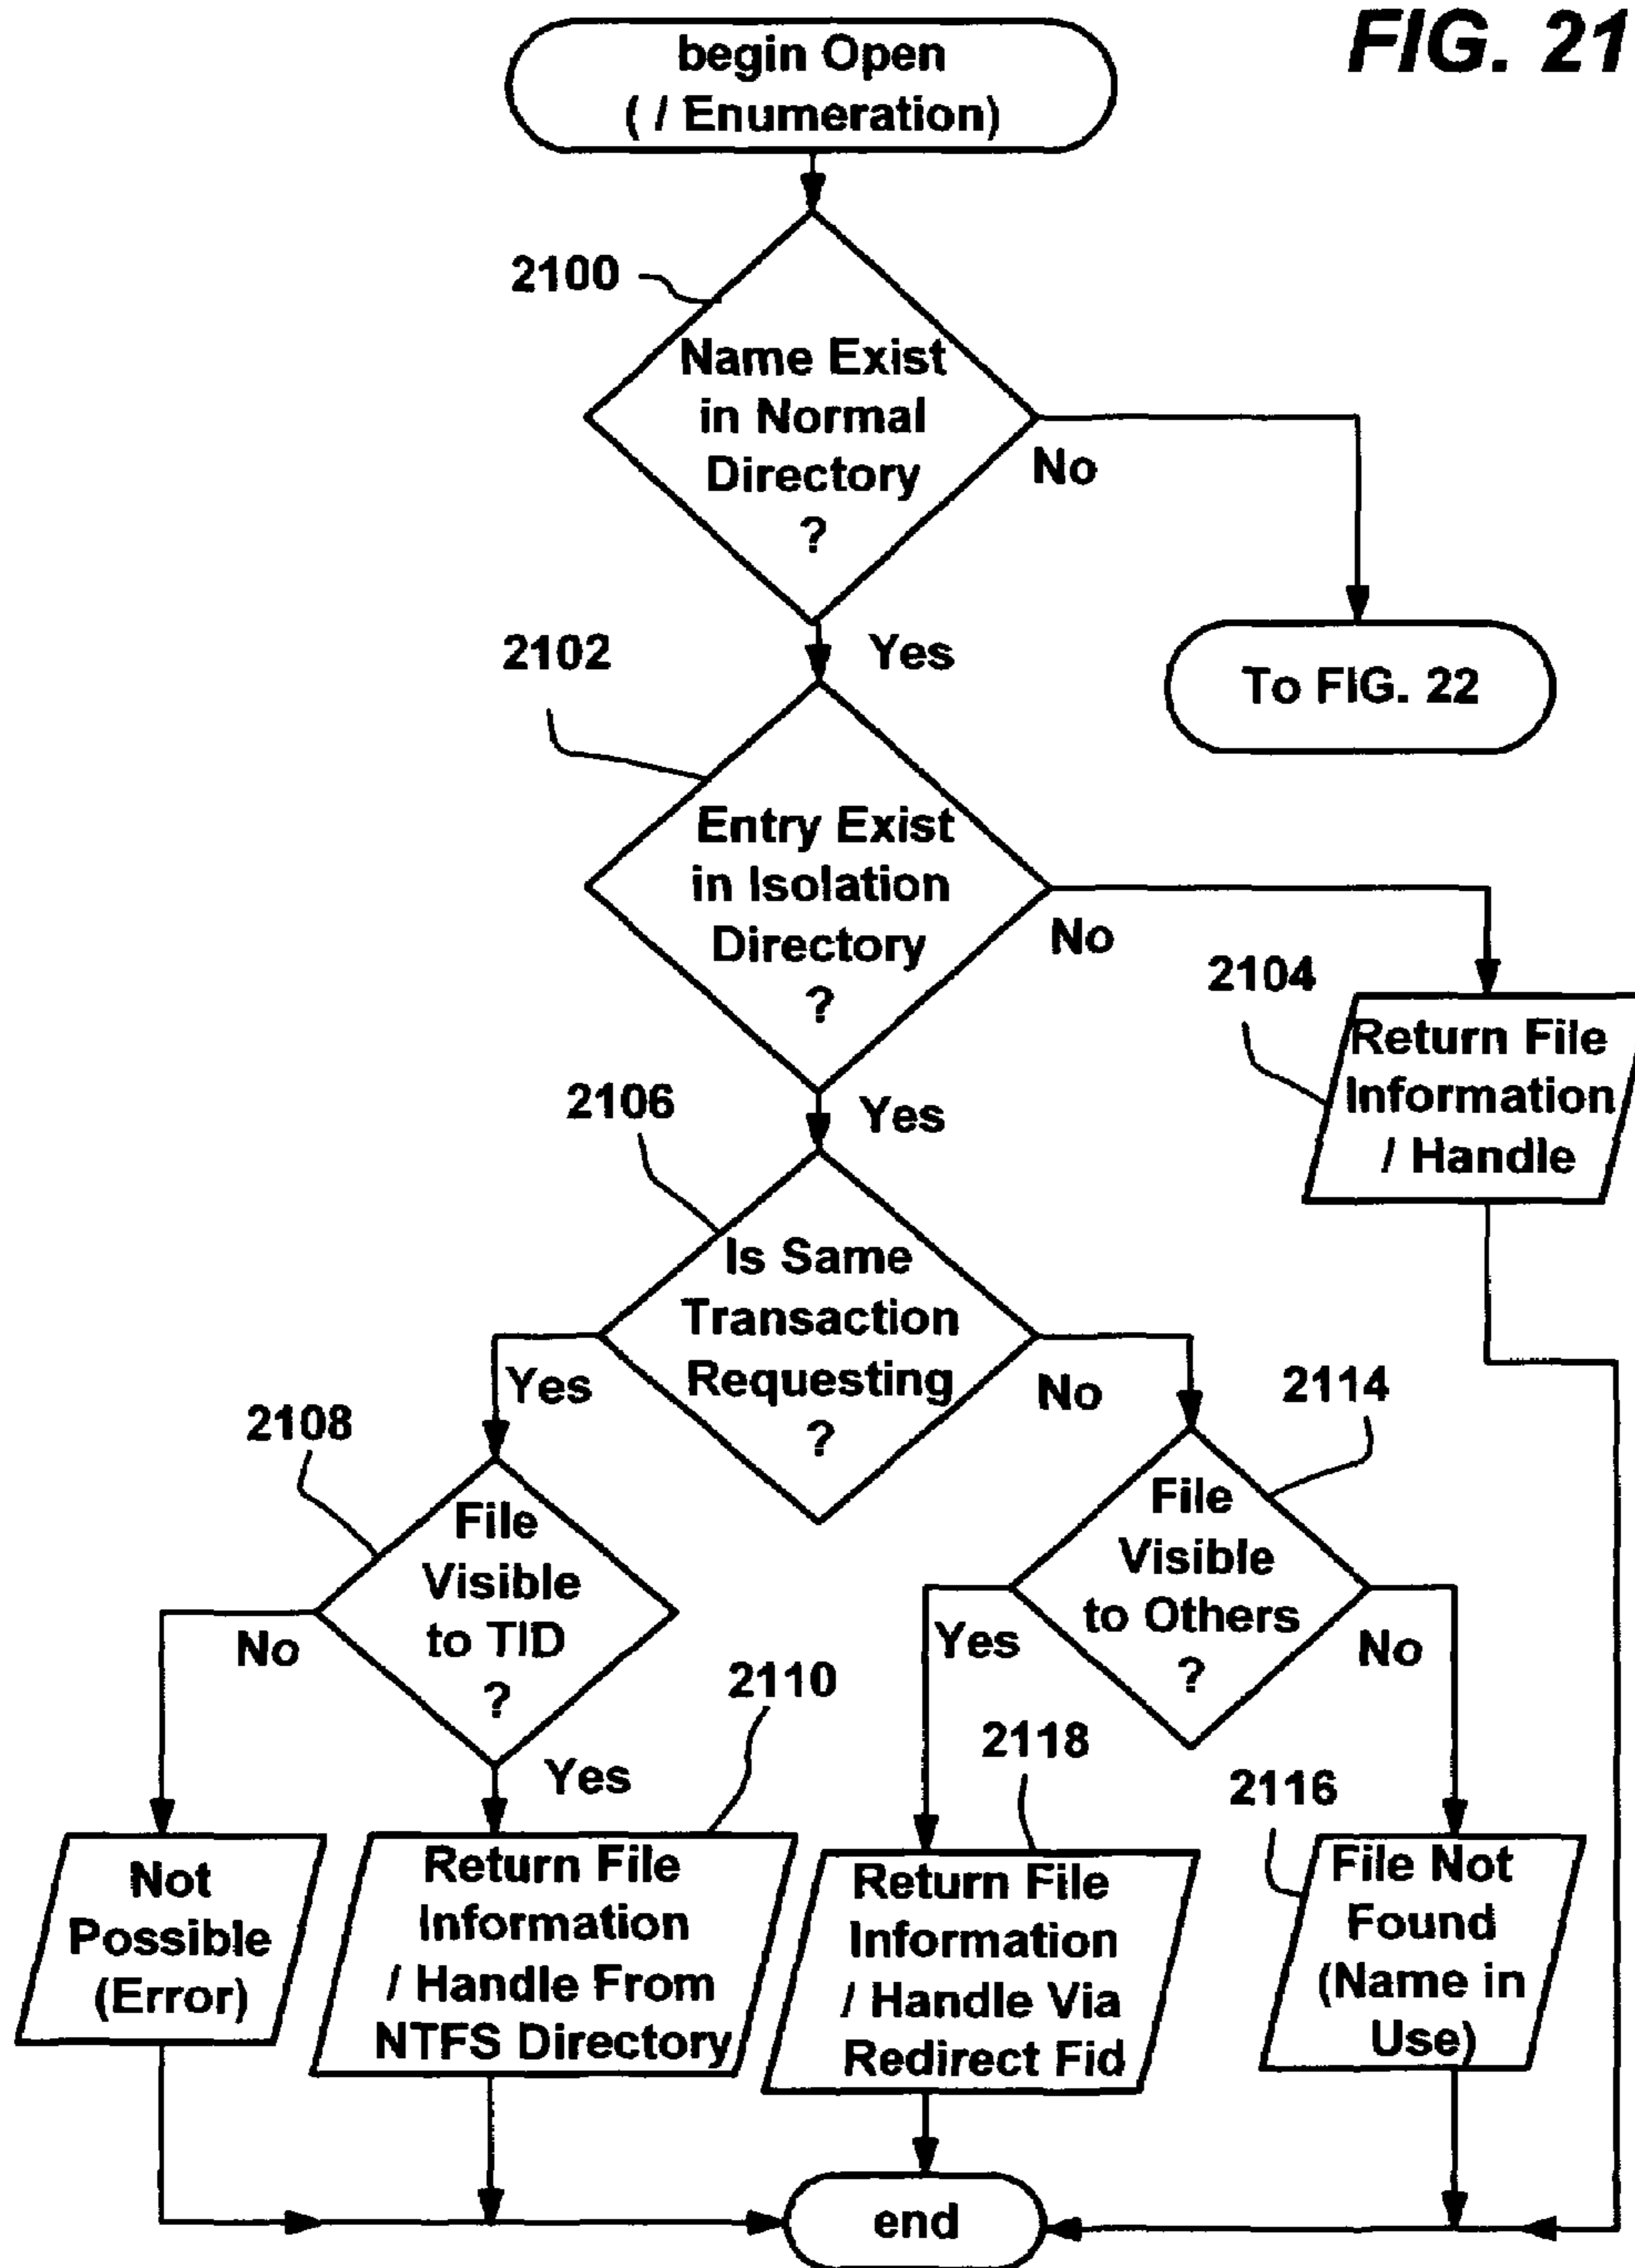 FIG. 21
begin Open
( / Enumeration)
2100
Name Exist
in Normal
Directory
?
No
To FIG. 22
Yes
2102
Entry Exist
in Isolation
Directory
?
No
2104
Return File
Information
/ Handle
Yes
2106
Is Same
Transaction
Requesting
?
Yes
No
2108
File
Visible
to TID
?
No
Yes
2114
File
Visible
to Others
?
Yes
No
Not
Possible
(Error)
2110
Return File
Information
/ Handle From
NTFS Directory
2118
Return File
Information
/ Handle Via
Redirect Fid
2116
File Not
Found
(Name in
Use)
end